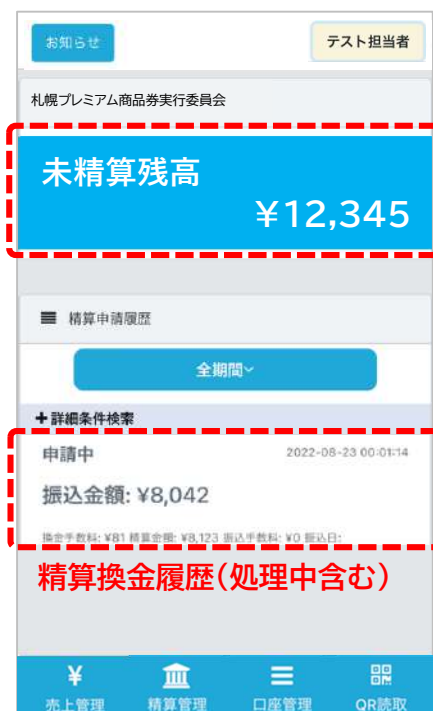 お知らせ
テスト担当者
札幌プレミアム商品券実行委員会
未精算残高
¥12,345
精算申請履歴
全期間
+詳細条件検索
申請中 2022-08-23 00:01:14
振込金額: ¥8,042
換金手数料: ¥81 精算金額: ¥8,123 振込手数料: ¥0 振込日:
精算換金履歴(処理中含む)
¥
売上管理 精算管理 口座管理 QR読取